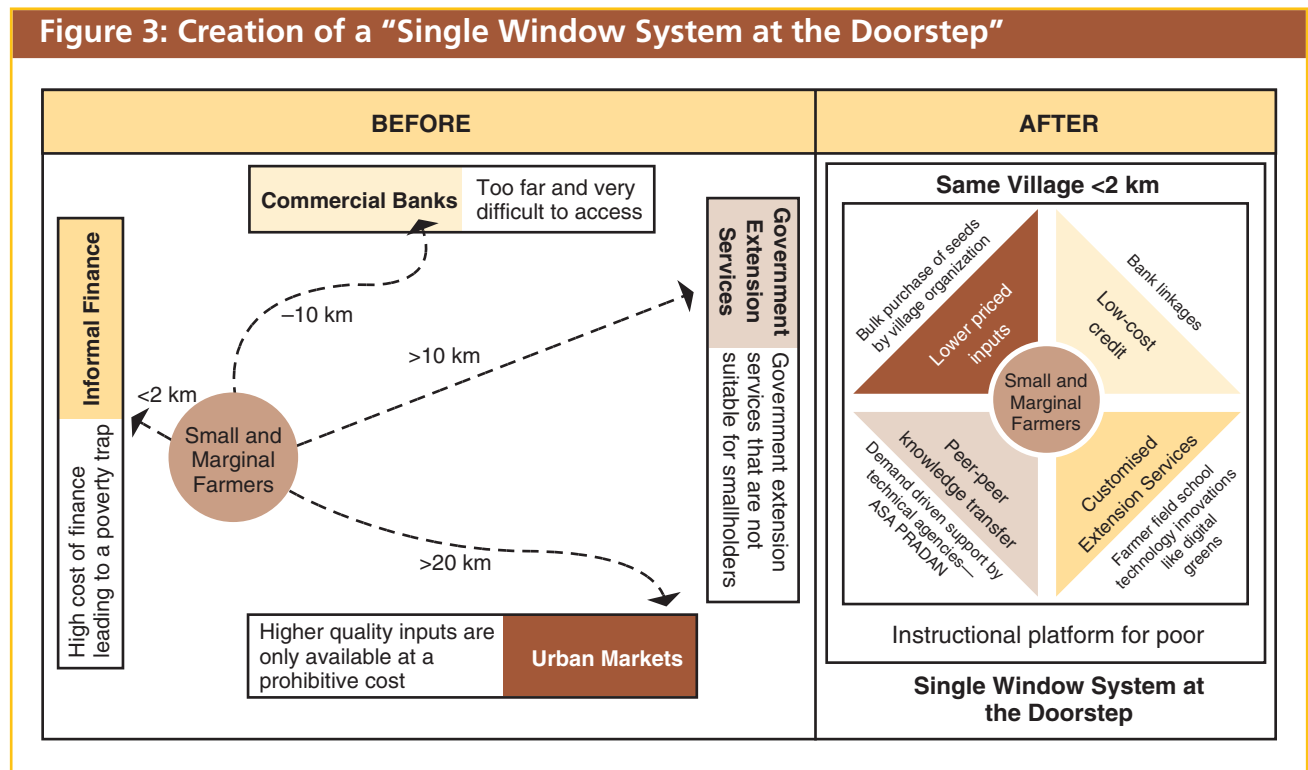 Figure 3: Creation of a “Single Window System at the Doorstep”
BEFORE
Commercial Banks
Too far and very
difficult to access
Informal Finance
High cost of finance
leading to a poverty trap
Government
Extension
Services
Government extension
services that are not
suitable for smallholders
–10 km
>10 km
<2 km
>20 km
Small and
Marginal
Farmers
Higher quality inputs are
only available at a
prohibitive cost
Urban Markets
AFTER
Same Village <2 km
Bulk purchase of seeds
by village organization
Lower priced
inputs
Bank linkages
Low-cost
credit
Small and
Marginal
Farmers
Peer-peer
knowledge transfer
Demand driven support by
technical agencies—
ASA PRADAN
Customised
Extension Services
Farmer field school
technology innovations
like digital
greens
Instructional platform for poor
Single Window System at
the Doorstep